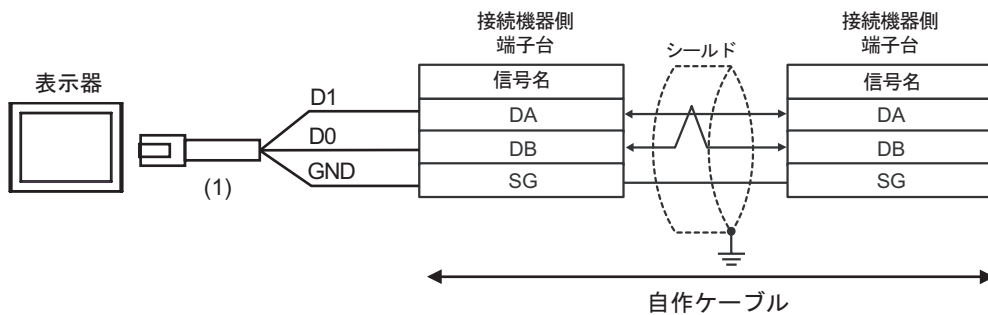 表示器
(1)
D1
D0
GND
接続機器側
端子台
信号名
DA
DB
SG
シールド
接続機器側
端子台
信号名
DA
DB
SG
自作ケーブル